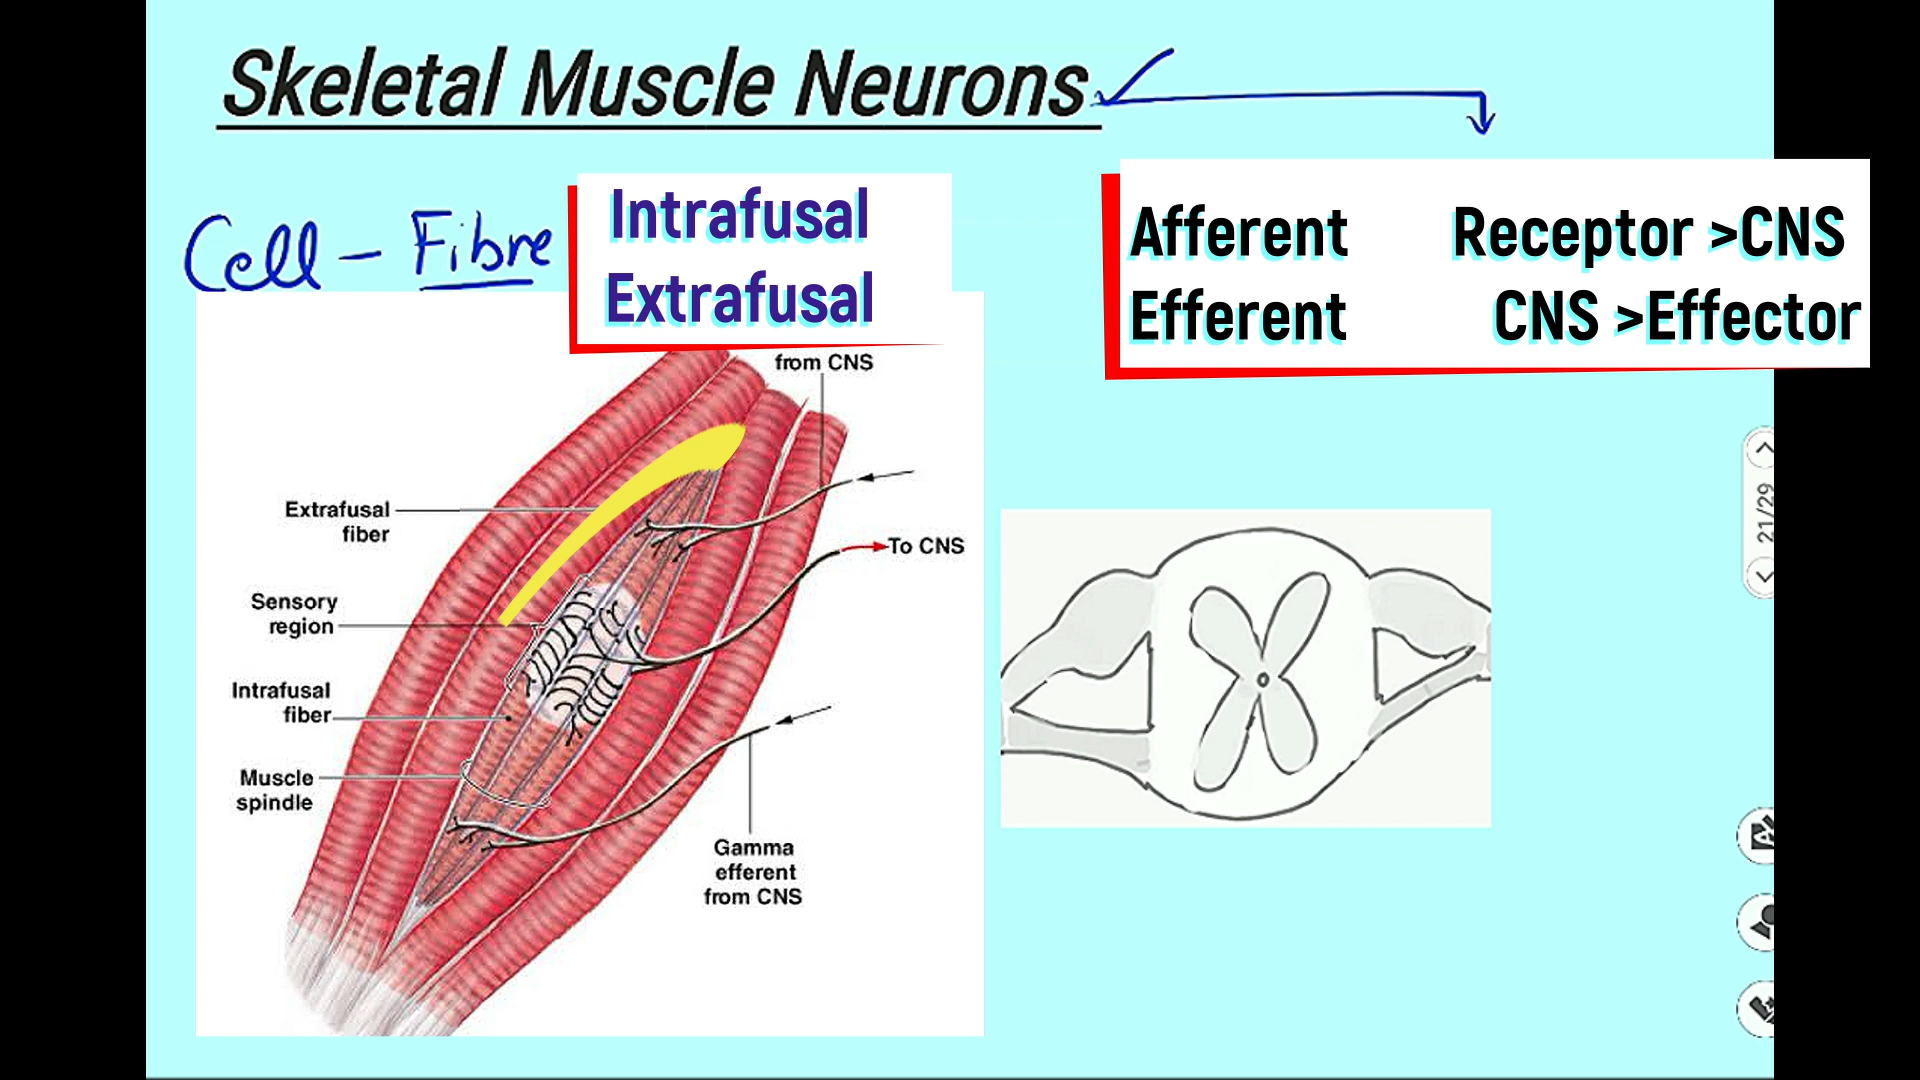 Skeletal Muscle Neurons
Cell - Fibre
Intrafusal
Extrafusal
Afferent Receptor >CNS
Efferent CNS >Effector
from CNS
Extrafusal
fiber
To CNS
Sensory
region
Intrafusal
fiber
Muscle
spindle
Gamma
efferent
from CNS
21/29